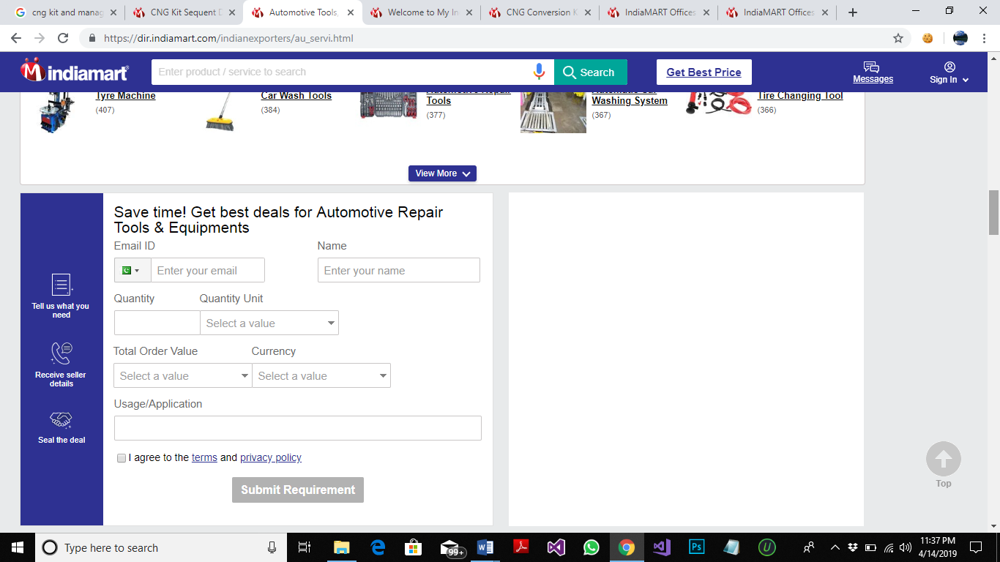 cng kit and manag
CNG Kit Sequent D
Automotive Tools,
Welcome to My In
CNG Conversion K
IndiaMART Offices
IndiaMART Offices
https://dir.indiamart.com/indianexporters/au_servi.html
indiamart
Enter product / service to search
Search
Get Best Price
Messages
Sign In
Tyre Machine
(407)
Car Wash Tools
(384)
Automotive Repair
Tools
(377)
Washing System
(367)
Tire Changing Tool
(366)
View More
Tell us what you
need
Receive seller
details
Seal the deal
Save time! Get best deals for Automotive Repair
Tools & Equipments
Email ID
Name
Enter your email
Enter your name
Quantity
Quantity Unit
Select a value
Total Order Value
Currency
Select a value
Select a value
Usage/Application
I agree to the terms and privacy policy
Submit Requirement
Top
Type here to search
99+
Ps
U
11:37 PM
4/14/2019